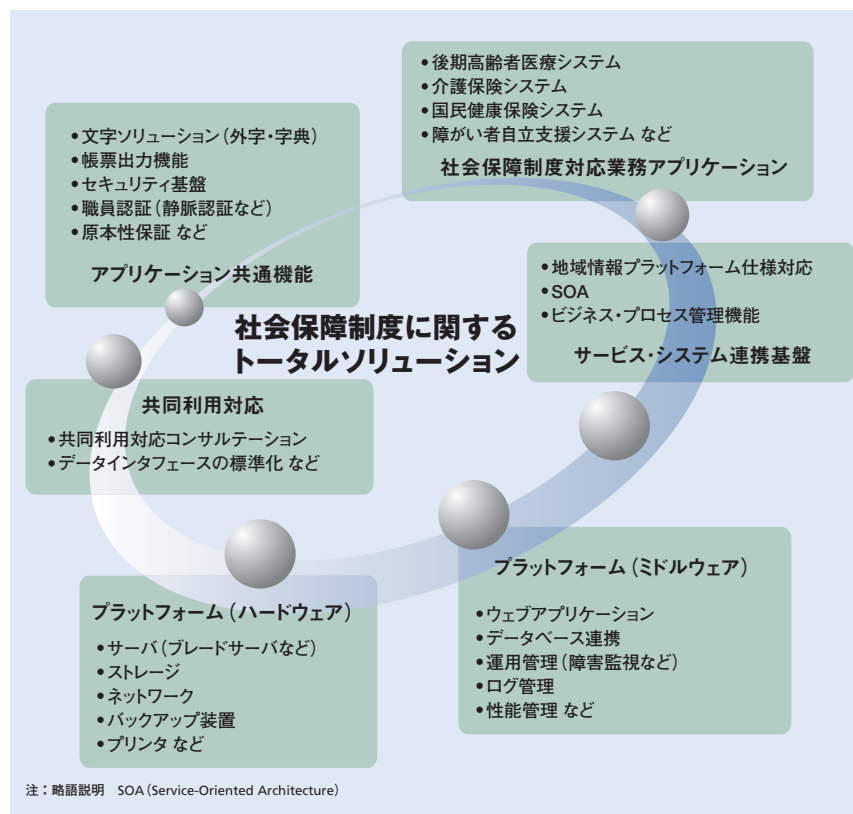 •後期高齢者医療システム
•介護保険システム
•国民健康保険システム
•障がい者自立支援システム など
社会保障制度対応業務アプリケーション
•文字ソリューション（外字・字典）
•帳票出力機能
•セキュリティ基盤
•職員認証（静脈認証など）
•原本性保証 など
アプリケーション共通機能
•地域情報プラットフォーム仕様対応
•SOA
•ビジネス・プロセス管理機能
サービス・システム連携基盤
社会保障制度に関する
トータルソリューション
共同利用対応
•共同利用対応コンサルテーション
•データインタフェースの標準化 など
プラットフォーム（ミドルウェア）
•ウェブアプリケーション
•データベース連携
•運用管理（障害監視など）
•ログ管理
•性能管理 など
プラットフォーム（ハードウェア）
•サーバ（ブレードサーバなど）
•ストレージ
•ネットワーク
•バックアップ装置
•プリンタ など
注：略語説明　SOA（Service-Oriented Architecture）